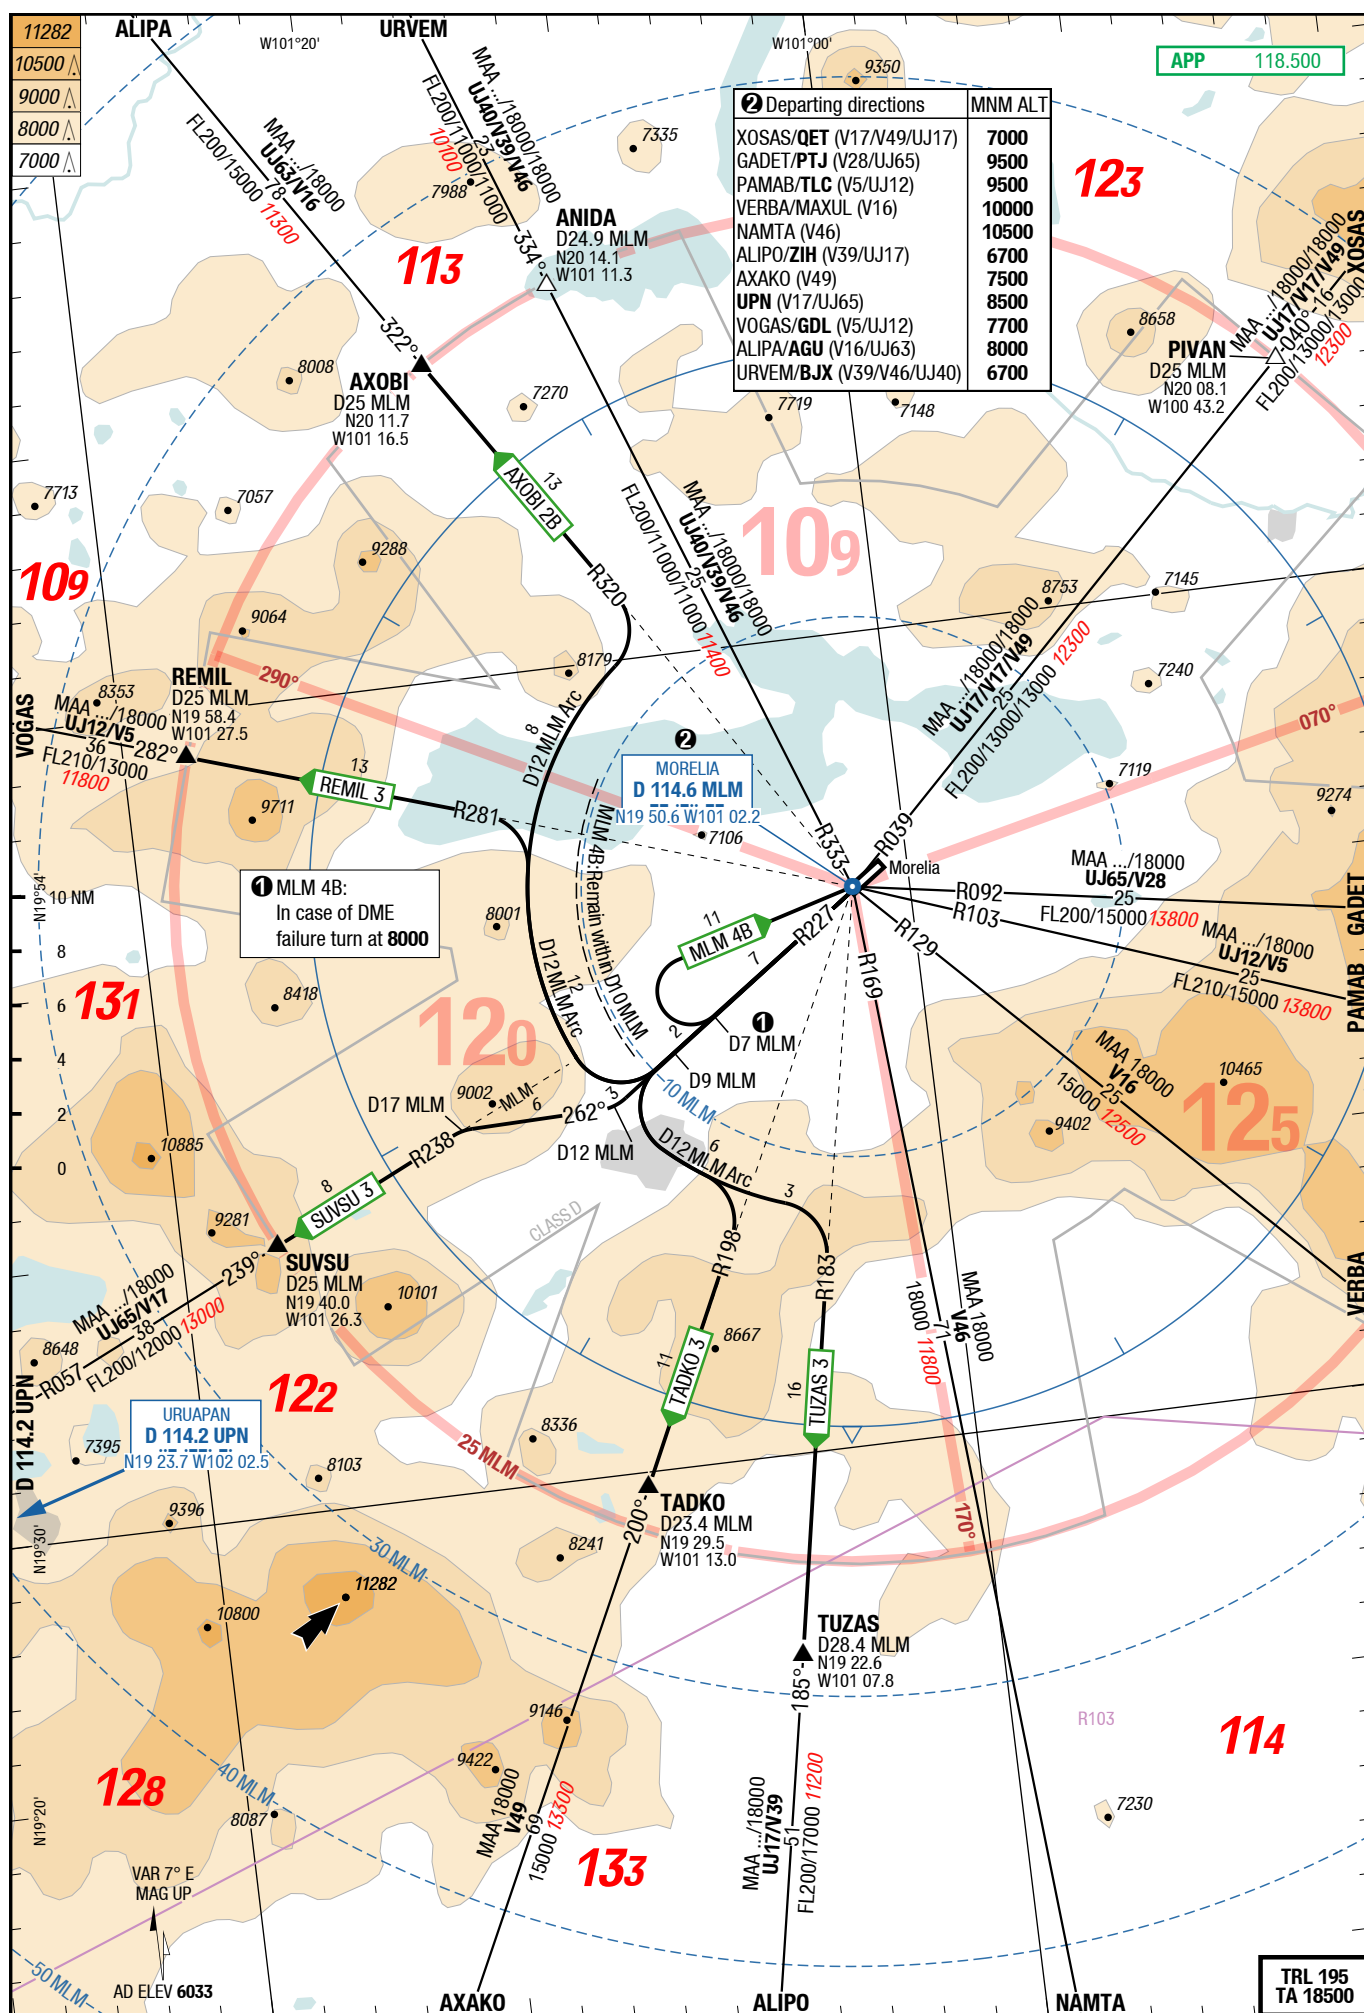 11282
10500
9000
8000
7000
ALIPA
URVEM
W101°20'
W101°00'
9350
APP 118.500
❷ Departing directions MNM ALT
XOSAS/QET (V17/V49/UJ17) 7000
GADET/PTJ (V28/UJ65) 9500
PAMAB/TLC (V5/UJ12) 9500
VERBA/MAXUL (V16) 10000
NAMTA (V46) 10500
ALIPO/ZIH (V39/UJ17) 6700
AXAKO (V49) 7500
UPN (V17/UJ65) 8500
VOGAS/GDL (V5/UJ12) 7700
ALIPA/AGU (V16/UJ63) 8000
URVEM/BJX (V39/V46/UJ40) 6700
MAA .../18000
UJ63/V16
78
FL200/15000 11300
322°
MAA .../18000/18000
UJ40/V39/V46
23
FL200/11000/11000
10100
334°
7335
7988
123
113
ANIDA
D24.9 MLM
N20 14.1
W101 11.3
XOSAS
MAA .../18000/18000
UJ17/V17/V49
040°-16
FL200/13000/13000
12300
8658
PIVAN
D25 MLM
N20 08.1
W100 43.2
8008
AXOBI
D25 MLM
N20 11.7
W101 16.5
7270
7719
7148
7713
7057
13
AXOBI 2B
R320
MAA .../18000/18000
UJ40/V39/V46
25
FL200/11000/11000 11400
R333
109
109
9288
8753
7145
9064
8179
7240
290°
070°
MAA .../18000/18000
UJ17/V17/V49
25
FL200/13000/13000 12300
R039
VOGAS
8353
REMIL
D25 MLM
N19 58.4
W101 27.5
MAA .../18000
UJ12/V5
36
282°
FL210/13000
11800
8
D12 MLM Arc
❷
MORELIA
D 114.6 MLM
N19 50.6 W101 02.2
13
REMIL 3
R281
7119
9274
9711
7106
MLM 4B: Remain within D10 MLM
Morelia
MAA .../18000
UJ65/V28
R092
25
FL200/15000 13800
GADET
R103
MAA .../18000
UJ12/V5
25
FL210/15000 13800
PAMAB
N19°54'
10 NM
8
6
4
2
0
❶ MLM 4B:
In case of DME
failure turn at 8000
8001
11
MLM 4B
R227
7
R129
R169
12
D12 MLM Arc
2
❶
D7 MLM
8418
131
120
D9 MLM
10 MLM
MAA 18000
V16
25
15000 12500
10465
125
9402
D17 MLM
9002
MLM
6
262°
3
D12 MLM
10885
R238
6
D12 MLM Arc
3
8
SUVSU 3
9281
CLASS D
R198
R183
SUVSU
D25 MLM
N19 40.0
W101 26.3
239°
10101
VERBA
MAA .../18000
UJ65/V17
38
FL200/12000 13000
R057
8648
8667
11
TADKO 3
16
TUZAS 3
MAA 18000
V46
71
18000 11800
122
D 114.2 UPN
URUAPAN
D 114.2 UPN
N19 23.7 W102 02.5
7395
8103
8336
25 MLM
9396
N19°30'
TADKO
D23.4 MLM
N19 29.5
W101 13.0
200°
170°
8241
30 MLM
11282
10800
TUZAS
D28.4 MLM
N19 22.6
W101 07.8
185°
9146
R103
114
9422
128
40 MLM
MAA 18000
V49
69
15000 13300
MAA .../18000
UJ17/V39
51
FL200/17000 11200
7230
8087
N19°20'
133
VAR 7° E
MAG UP
50 MLM
AD ELEV 6033
AXAKO
ALIPO
NAMTA
TRL 195
TA 18500